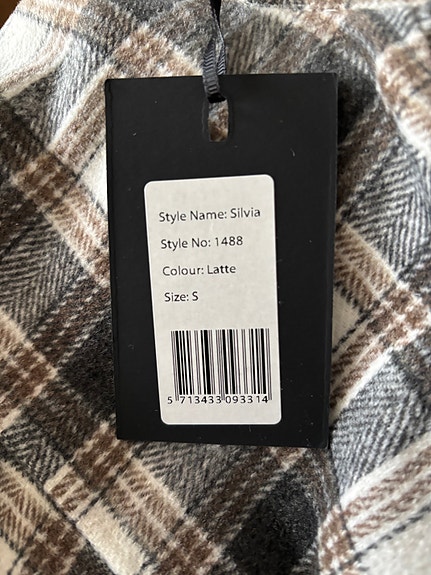 Style Name: Silvia
Style No: 1488
Colour: Latte
Size: S
5 713433 093314